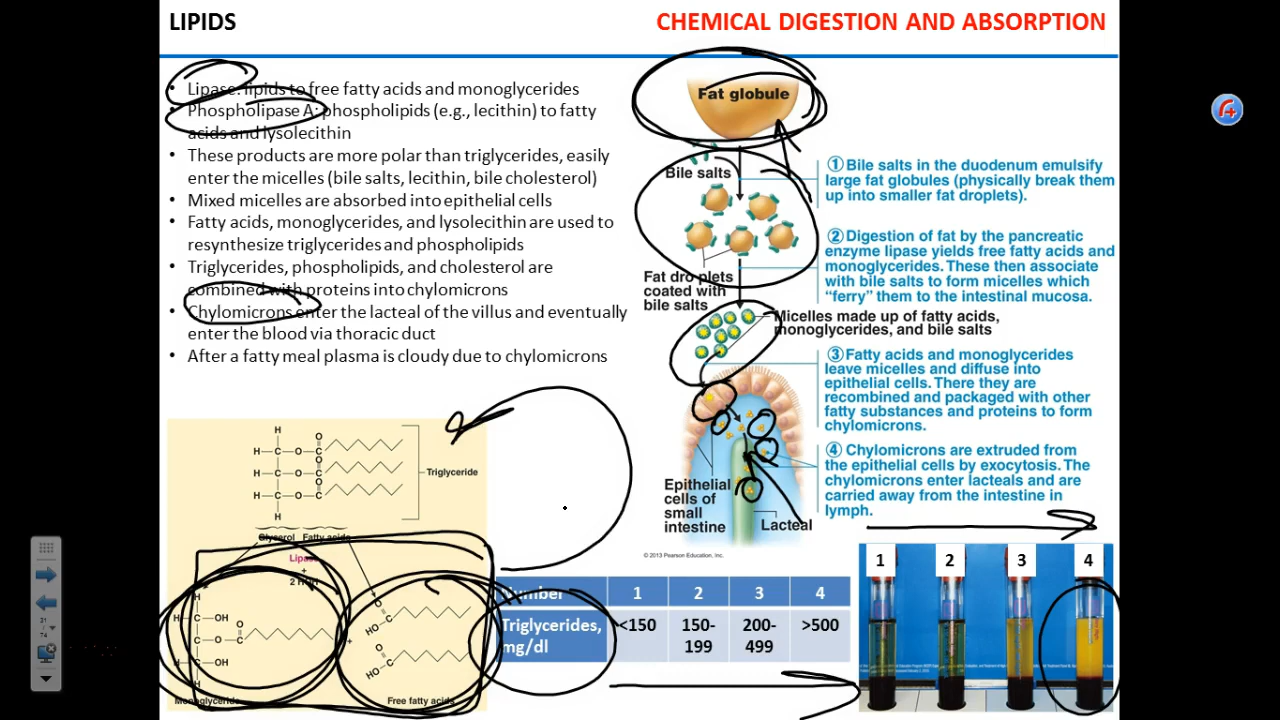 LIPIDS
CHEMICAL DIGESTION AND ABSORPTION
• Lipase: lipids to free fatty acids and monoglycerides
• Phospholipase A: phospholipids (e.g., lecithin) to fatty
acids and lysolecithin
• These products are more polar than triglycerides, easily
enter the micelles (bile salts, lecithin, bile cholesterol)
• Mixed micelles are absorbed into epithelial cells
• Fatty acids, monoglycerides, and lysolecithin are used to
resynthesize triglycerides and phospholipids
• Triglycerides, phospholipids, and cholesterol are
combined with proteins into chylomicrons
• Chylomicrons enter the lacteal of the villus and eventually
enter the blood via thoracic duct
• After a fatty meal plasma is cloudy due to chylomicrons
Fat globule
Bile salts
① Bile salts in the duodenum emulsify
large fat globules (physically break them
up into smaller fat droplets).
② Digestion of fat by the pancreatic
enzyme lipase yields free fatty acids and
monoglycerides. These then associate
with bile salts to form micelles which
“ferry” them to the intestinal mucosa.
Fat dro plets
coated with
bile salts
Micelles made up of fatty acids,
monoglycerides, and bile salts
③ Fatty acids and monoglycerides
leave micelles and diffuse into
epithelial cells. There they are
recombined and packaged with other
fatty substances and proteins to form
chylomicrons.
④ Chylomicrons are extruded from
the epithelial cells by exocytosis. The
chylomicrons enter lacteals and are
carried away from the intestine in
lymph.
Epithelial
cells of
small
intestine
Lacteal
© 2013 Pearson Education, Inc.
H
O
H C O C
O
H C O C
O
H C O C
H
Triglyceride
Glycerol Fatty acids
Lipase
+
H
H C OH
O
C O C
H C OH
H
Monoglyceride
+
O
C
HO
O
C
HO
Free fatty acids
Number 1 2 3 4
Triglycerides, mg/dl <150 150-199 200-499 >500
1 2 3 4
31
74